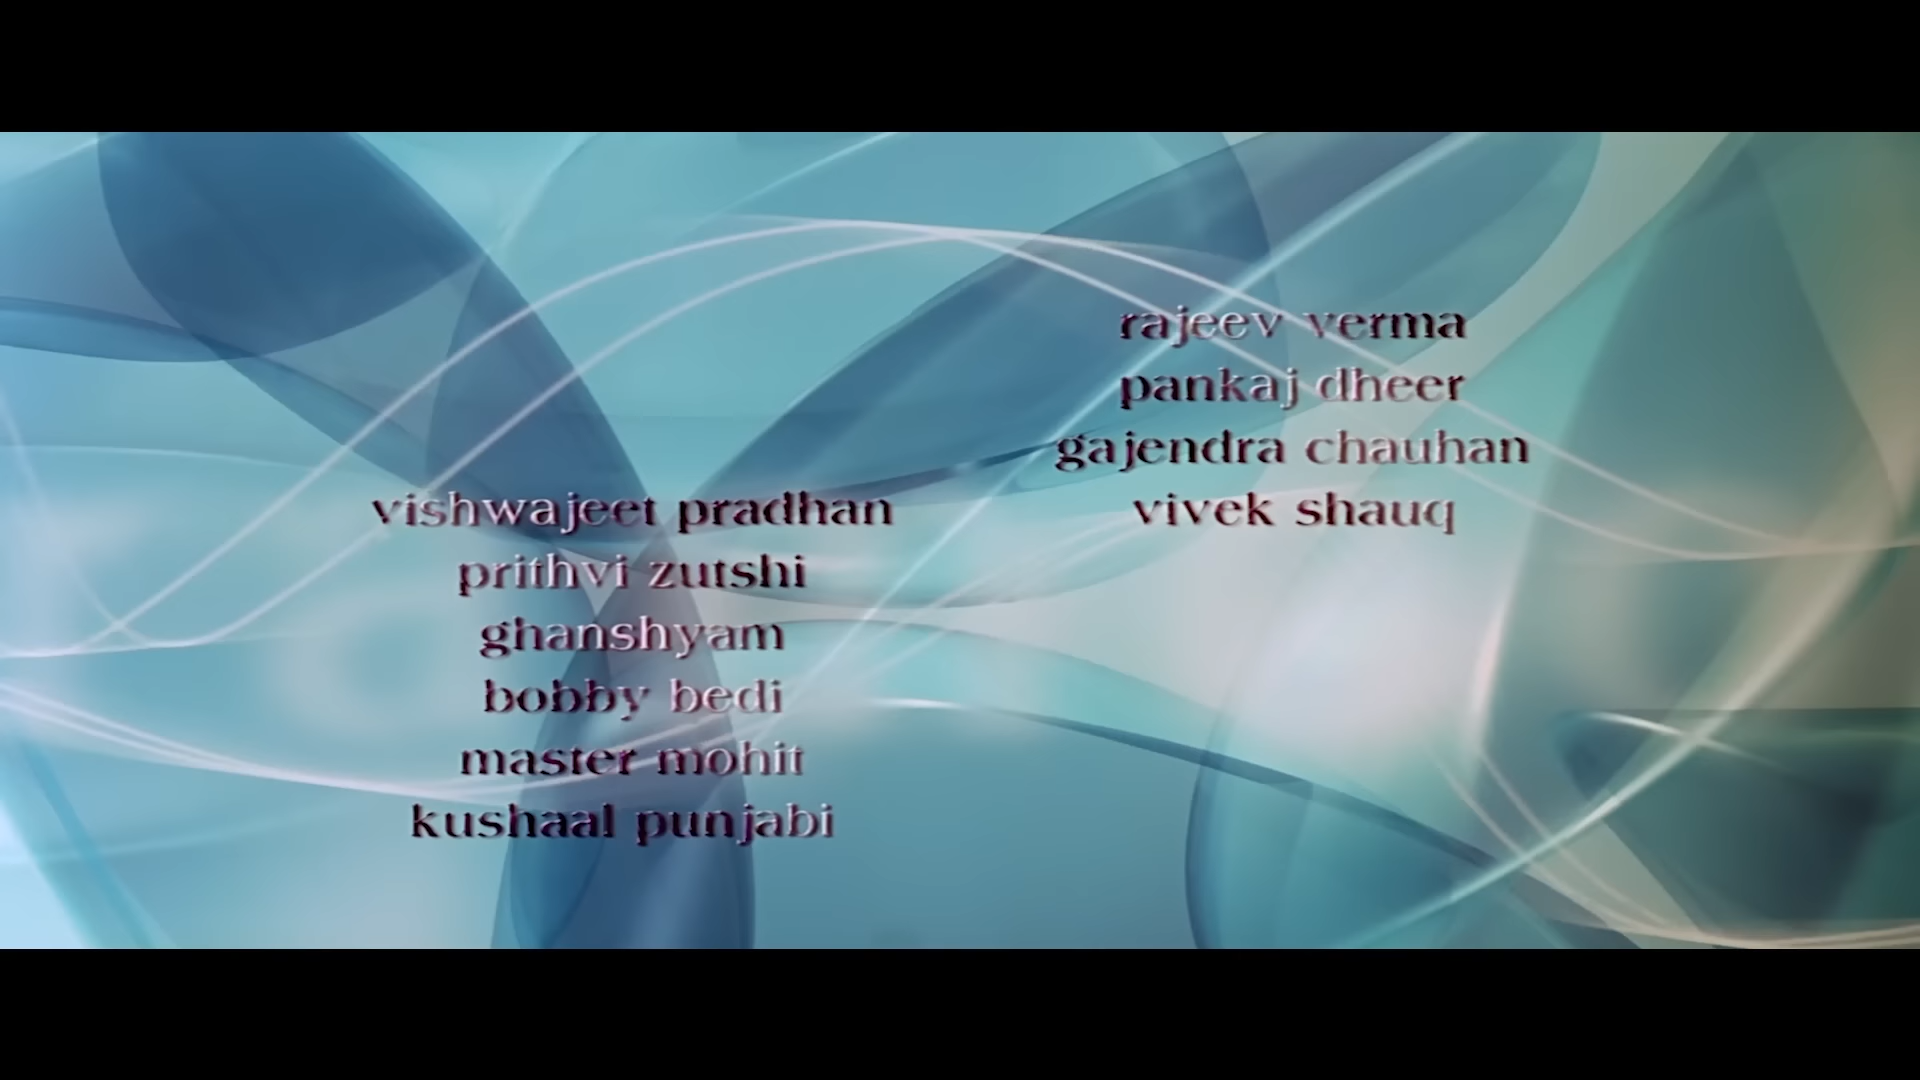 vishwajeet pradhan
prithvi zutshi
ghanshyam
bobby bedi
master mohit
kushaal punjabi
rajeev verma
pankaj dheer
gajendra chauhan
vivek shauq